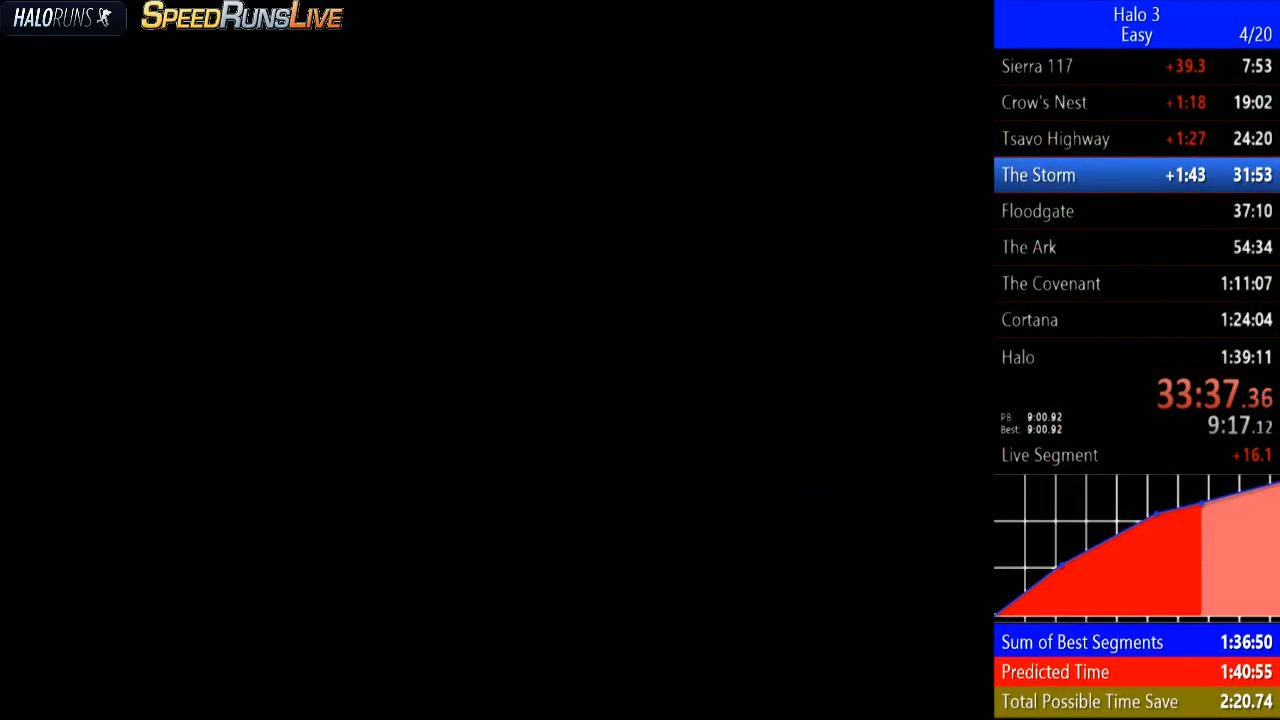 HALORUNS
SPEEDRUNSLIVE
Halo 3
Easy 4/20
Sierra 117 +39.3 7:53
Crow's Nest +1:18 19:02
Tsavo Highway +1:27 24:20
The Storm +1:43 31:53
Floodgate 37:10
The Ark 54:34
The Covenant 1:11:07
Cortana 1:24:04
Halo 1:39:11
33:37.36
PB: 9:00.92
Best: 9:00.92
9:17.12
Live Segment +16.1
Sum of Best Segments 1:36:50
Predicted Time 1:40:55
Total Possible Time Save 2:20.74